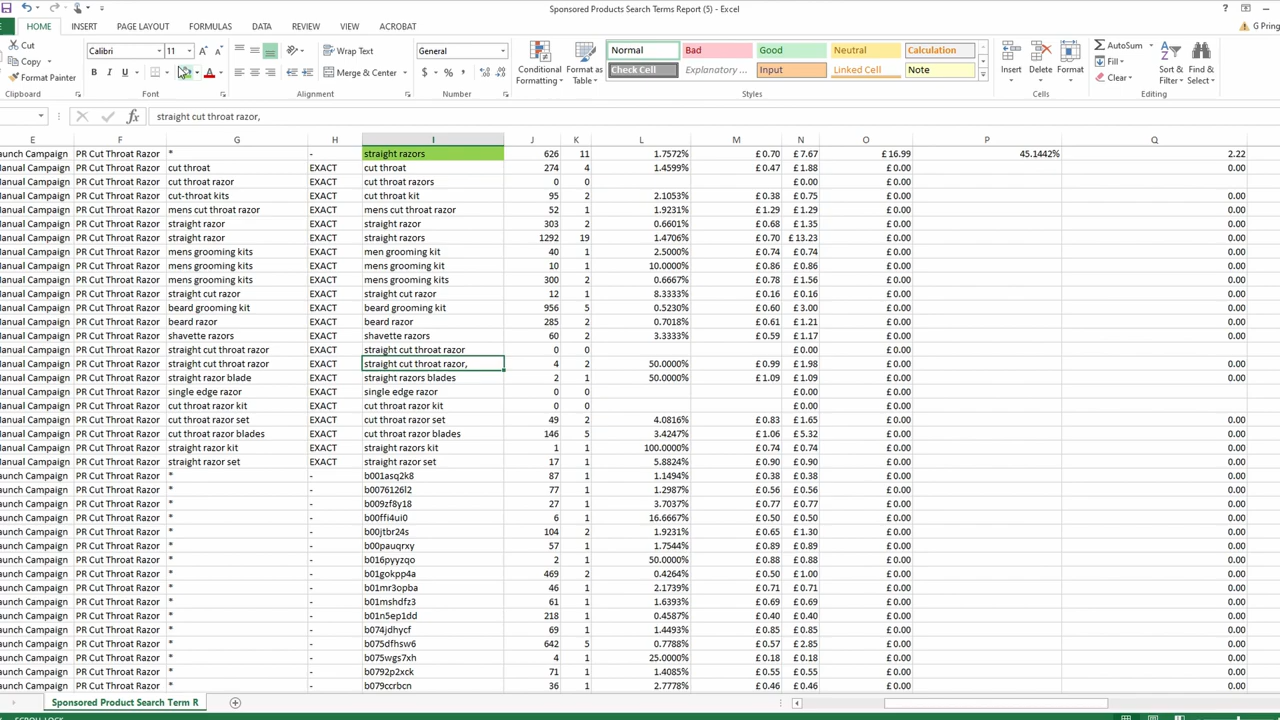 Sponsored Products Search Terms Report (5) - Excel
HOME INSERT PAGE LAYOUT FORMULAS DATA REVIEW VIEW ACROBAT
G Pring
Cut
Copy
Format Painter
Clipboard
Calibri 11
B I U
Font
Wrap Text
Merge & Center
Alignment
General
Number
Conditional Formatting
Format as Table
Normal Bad Good Neutral Calculation
Check Cell Explanatory ... Input Linked Cell Note
Styles
Insert Delete Format
Cells
AutoSum
Fill
Clear
Sort & Filter
Find & Select
Editing
fx straight cut throat razor,
E F G H I J K L M N O P Q
aunch Campaign PR Cut Throat Razor * - straight razors 626 11 1.7572% £ 0.70 £ 7.67 £ 16.99 45.1442% 2.22
Manual Campaign PR Cut Throat Razor cut throat EXACT cut throat 274 4 1.4599% £ 0.47 £ 1.88 £ 0.00 0.00
Manual Campaign PR Cut Throat Razor cut throat razor EXACT cut throat razors 0 0 £ 0.00 £ 0.00
Manual Campaign PR Cut Throat Razor cut-throat kits EXACT cut throat kit 95 2 2.1053% £ 0.38 £ 0.75 £ 0.00 0.00
Manual Campaign PR Cut Throat Razor mens cut throat razor EXACT mens cut throat razor 52 1 1.9231% £ 1.29 £ 1.29 £ 0.00 0.00
Manual Campaign PR Cut Throat Razor straight razor EXACT straight razor 303 2 0.6601% £ 0.68 £ 1.35 £ 0.00 0.00
Manual Campaign PR Cut Throat Razor straight razor EXACT straight razors 1292 19 1.4706% £ 0.70 £ 13.23 £ 0.00 0.00
Manual Campaign PR Cut Throat Razor mens grooming kits EXACT men grooming kit 40 1 2.5000% £ 0.74 £ 0.74 £ 0.00 0.00
Manual Campaign PR Cut Throat Razor mens grooming kits EXACT mens grooming kit 10 1 10.0000% £ 0.86 £ 0.86 £ 0.00 0.00
Manual Campaign PR Cut Throat Razor mens grooming kits EXACT mens grooming kits 300 2 0.6667% £ 0.78 £ 1.56 £ 0.00 0.00
Manual Campaign PR Cut Throat Razor straight cut razor EXACT straight cut razor 12 1 8.3333% £ 0.16 £ 0.16 £ 0.00 0.00
Manual Campaign PR Cut Throat Razor beard grooming kit EXACT beard grooming kit 956 5 0.5230% £ 0.60 £ 3.00 £ 0.00 0.00
Manual Campaign PR Cut Throat Razor beard razor EXACT beard razor 285 2 0.7018% £ 0.61 £ 1.21 £ 0.00 0.00
Manual Campaign PR Cut Throat Razor shavette razors EXACT shavette razors 60 2 3.3333% £ 0.59 £ 1.17 £ 0.00 0.00
Manual Campaign PR Cut Throat Razor straight cut throat razor EXACT straight cut throat razor 0 0 £ 0.00 £ 0.00
Manual Campaign PR Cut Throat Razor straight cut throat razor EXACT straight cut throat razor, 4 2 50.0000% £ 0.99 £ 1.98 £ 0.00 0.00
Manual Campaign PR Cut Throat Razor straight razor blade EXACT straight razors blades 2 1 50.0000% £ 1.09 £ 1.09 £ 0.00 0.00
Manual Campaign PR Cut Throat Razor single edge razor EXACT single edge razor 0 0 £ 0.00 £ 0.00
Manual Campaign PR Cut Throat Razor cut throat razor kit EXACT cut throat razor kit 0 0 £ 0.00 £ 0.00
Manual Campaign PR Cut Throat Razor cut throat razor set EXACT cut throat razor set 49 2 4.0816% £ 0.83 £ 1.65 £ 0.00 0.00
Manual Campaign PR Cut Throat Razor cut throat razor blades EXACT cut throat razor blades 146 5 3.4247% £ 1.06 £ 5.32 £ 0.00 0.00
Manual Campaign PR Cut Throat Razor straight razor kit EXACT straight razors kit 1 1 100.0000% £ 0.74 £ 0.74 £ 0.00 0.00
Manual Campaign PR Cut Throat Razor straight razor set EXACT straight razor set 17 1 5.8824% £ 0.90 £ 0.90 £ 0.00 0.00
aunch Campaign PR Cut Throat Razor * - b001asq2k8 87 1 1.1494% £ 0.38 £ 0.38 £ 0.00 0.00
aunch Campaign PR Cut Throat Razor * - b0076126l2 77 1 1.2987% £ 0.56 £ 0.56 £ 0.00 0.00
aunch Campaign PR Cut Throat Razor * - b009zf8y18 27 1 3.7037% £ 0.77 £ 0.77 £ 0.00 0.00
aunch Campaign PR Cut Throat Razor * - b00ffi4ui0 6 1 16.6667% £ 0.50 £ 0.50 £ 0.00 0.00
aunch Campaign PR Cut Throat Razor * - b00jtbr24s 104 2 1.9231% £ 0.65 £ 1.30 £ 0.00 0.00
aunch Campaign PR Cut Throat Razor * - b00pauqrxy 57 1 1.7544% £ 0.89 £ 0.89 £ 0.00 0.00
aunch Campaign PR Cut Throat Razor * - b016pyyzqo 2 1 50.0000% £ 0.88 £ 0.88 £ 0.00 0.00
aunch Campaign PR Cut Throat Razor * - b01gokpp4a 469 2 0.4264% £ 0.50 £ 1.00 £ 0.00 0.00
aunch Campaign PR Cut Throat Razor * - b01mr3opba 46 1 2.1739% £ 0.71 £ 0.71 £ 0.00 0.00
aunch Campaign PR Cut Throat Razor * - b01mshdfz3 61 1 1.6393% £ 0.69 £ 0.69 £ 0.00 0.00
aunch Campaign PR Cut Throat Razor * - b01n5ep1dd 218 1 0.4587% £ 0.40 £ 0.40 £ 0.00 0.00
aunch Campaign PR Cut Throat Razor * - b074jdhycf 69 1 1.4493% £ 0.85 £ 0.85 £ 0.00 0.00
aunch Campaign PR Cut Throat Razor * - b075dfhsw6 642 5 0.7788% £ 0.57 £ 2.85 £ 0.00 0.00
aunch Campaign PR Cut Throat Razor * - b075wgs7xh 4 1 25.0000% £ 0.18 £ 0.18 £ 0.00 0.00
aunch Campaign PR Cut Throat Razor * - b0792p2xck 71 1 1.4085% £ 0.55 £ 0.55 £ 0.00 0.00
aunch Campaign PR Cut Throat Razor * - b079ccrbcn 36 1 2.7778% £ 0.46 £ 0.46 £ 0.00 0.00
Sponsored Product Search Term R